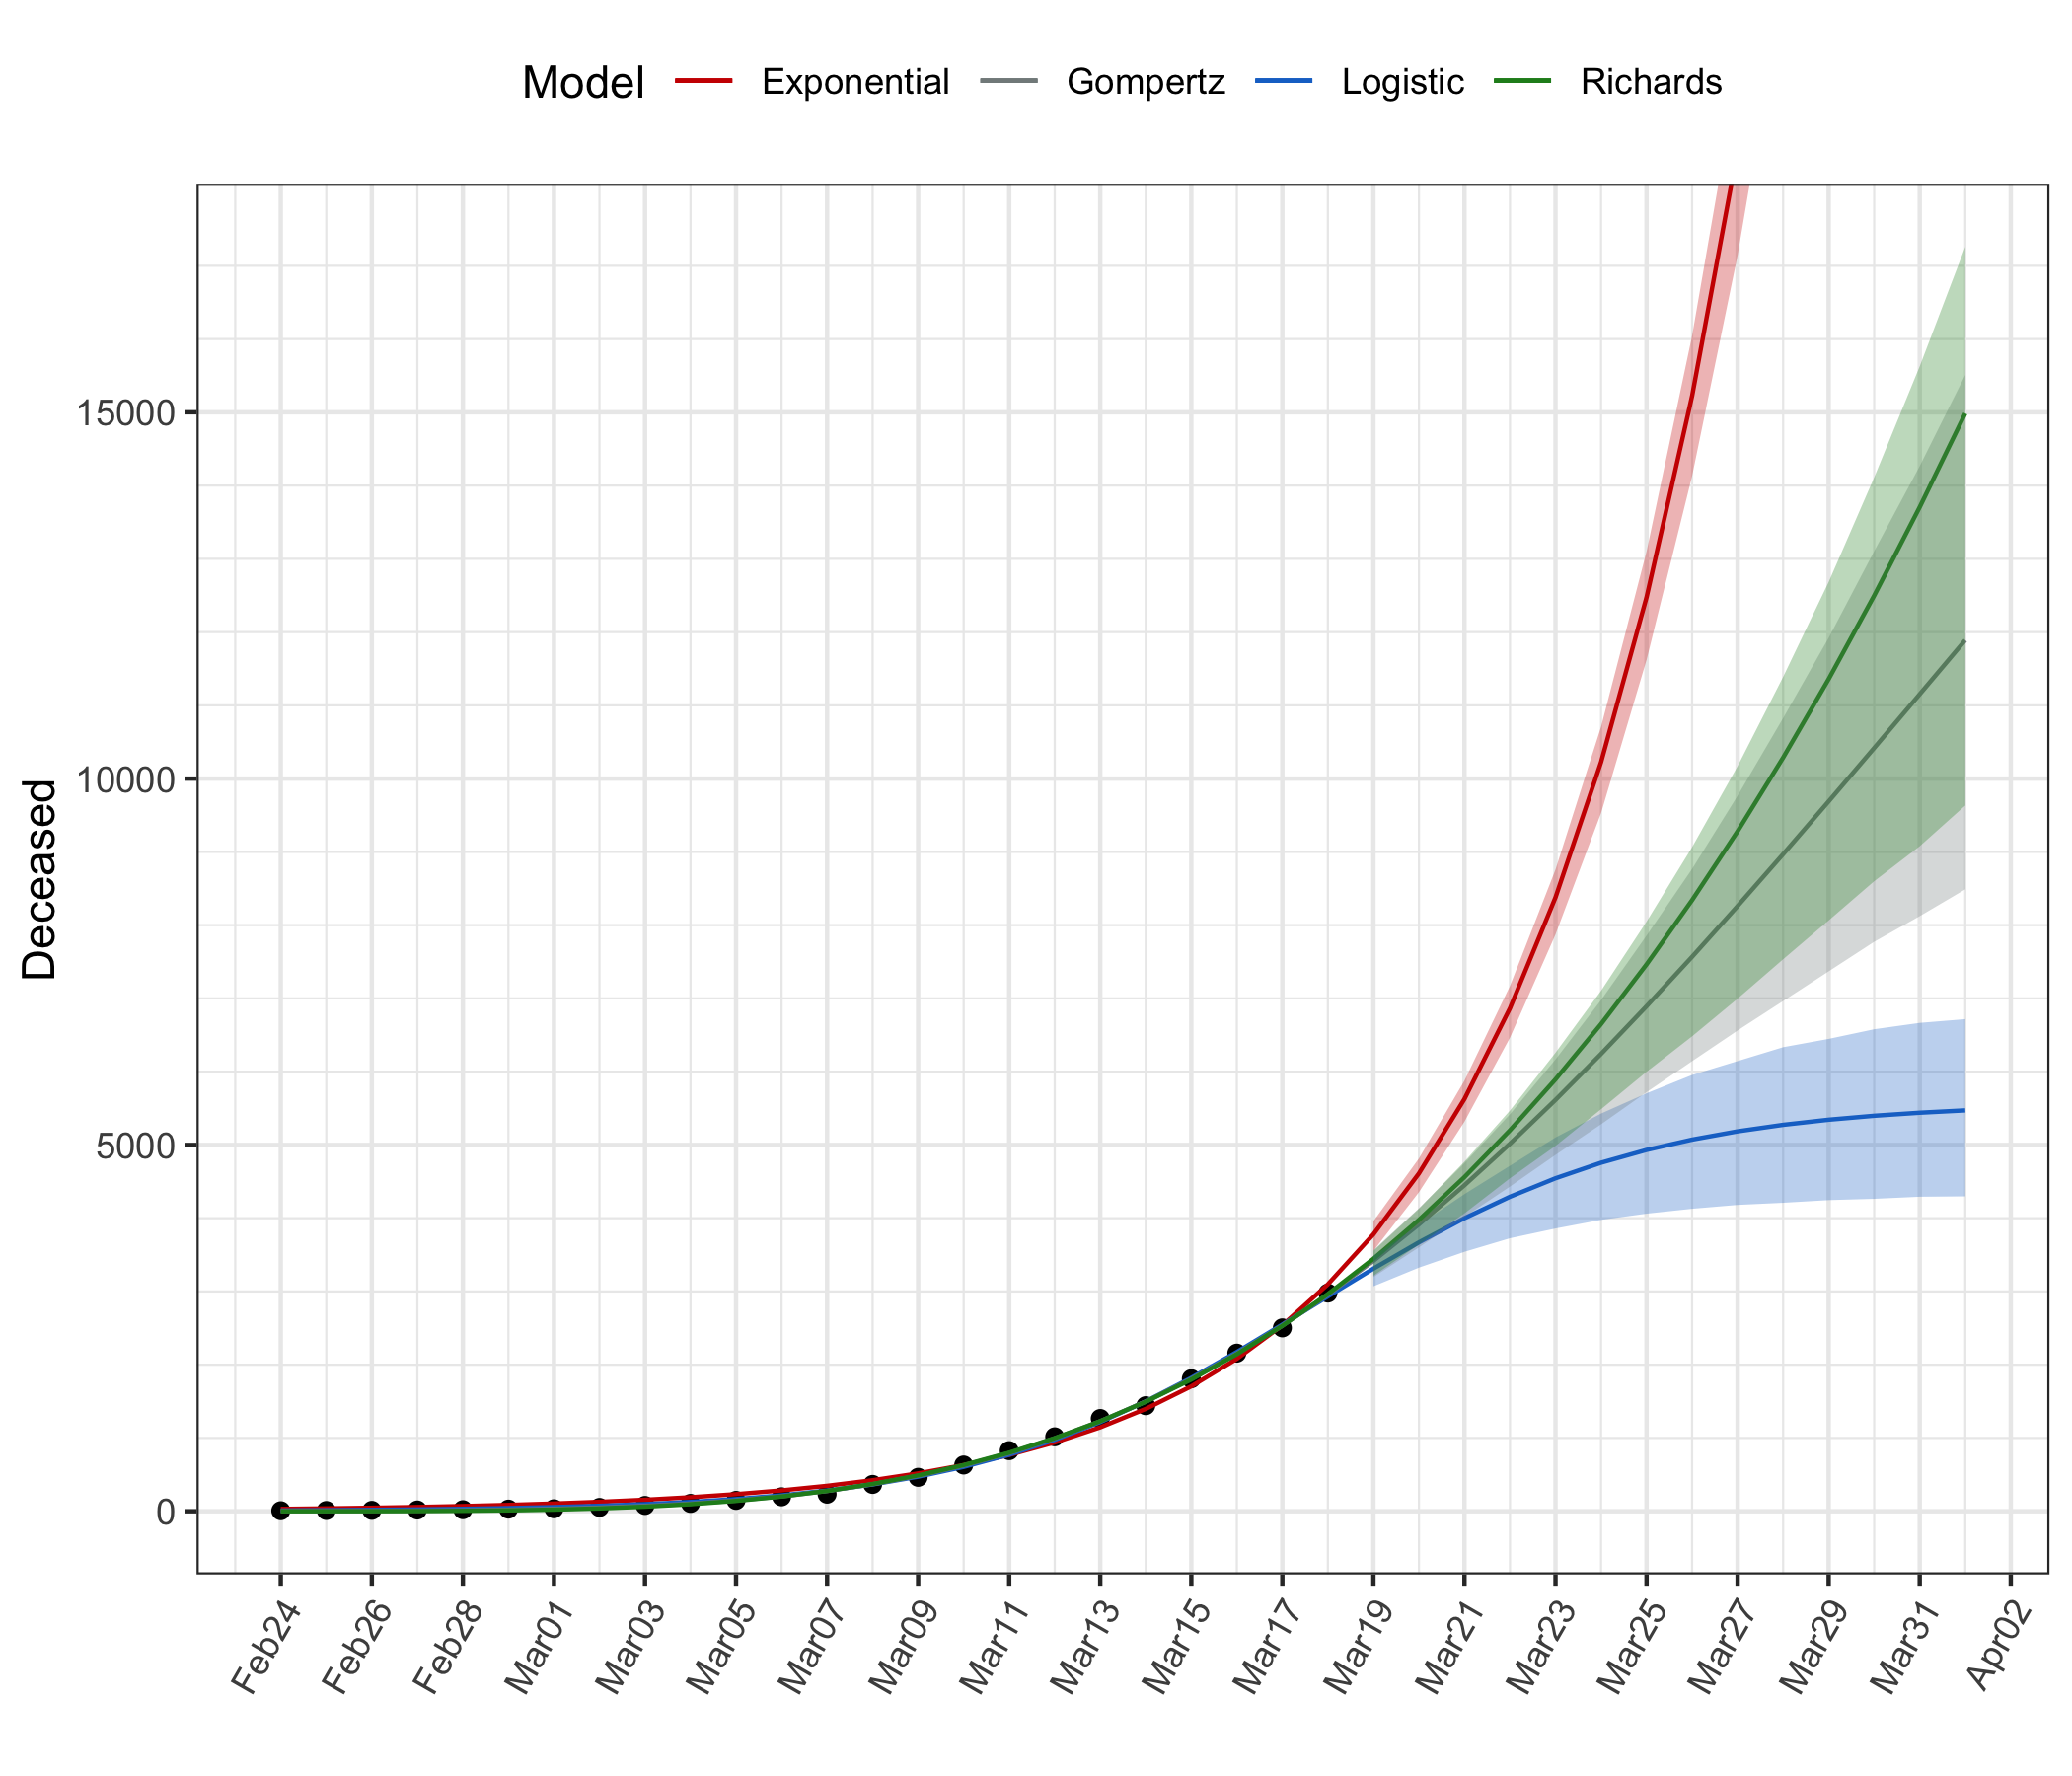 Model Exponential Gompertz Logistic Richards
Deceased
15000
10000
5000
0
Feb24 Feb26 Feb28 Mar01 Mar03 Mar05 Mar07 Mar09 Mar11 Mar13 Mar15 Mar17 Mar19 Mar21 Mar23 Mar25 Mar27 Mar29 Mar31 Apr02